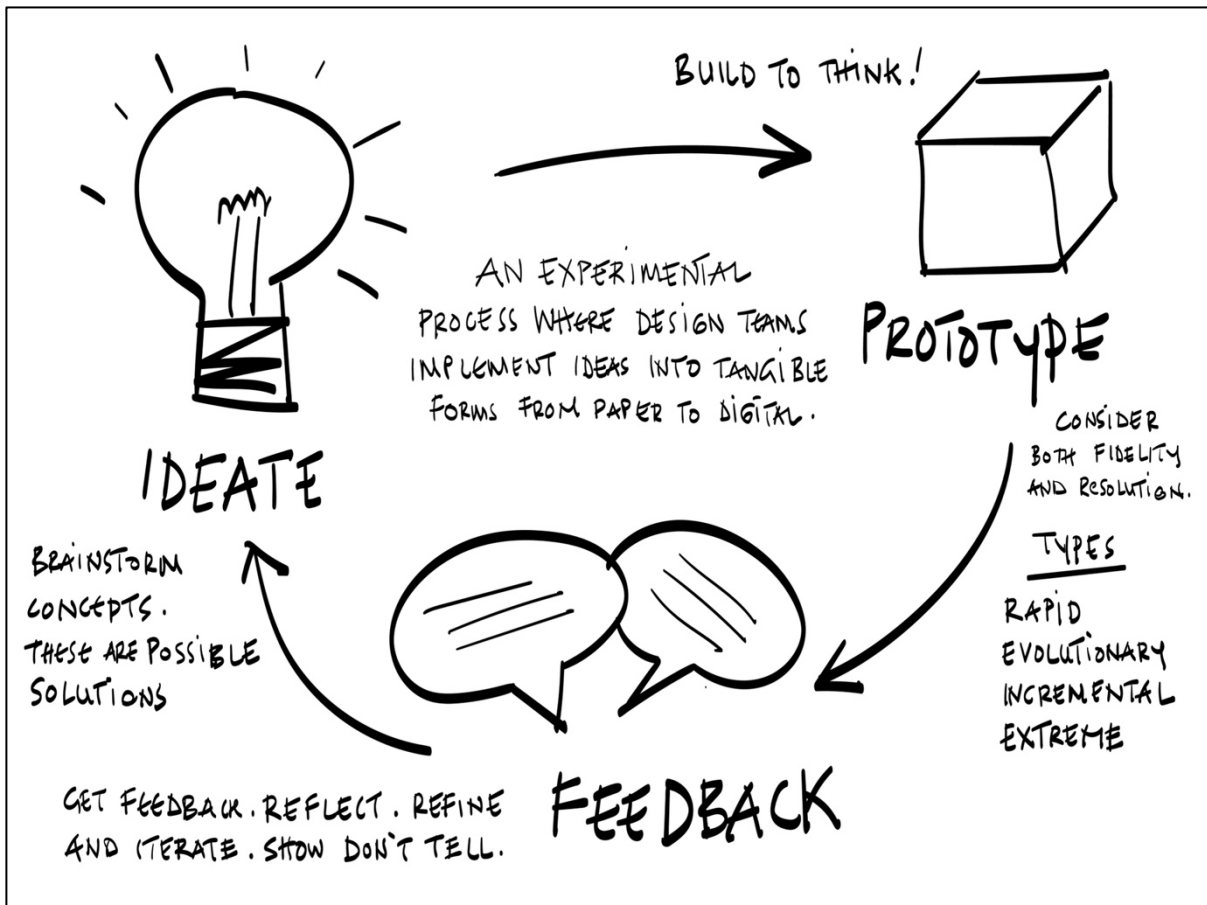 BUILD TO THINK!
AN EXPERIMENTAL
PROCESS WHERE DESIGN TEAMS
IMPLEMENT IDEAS INTO TANGIBLE
FORMS FROM PAPER TO DIGITAL.
PROTOTYPE
CONSIDER
BOTH FIDELITY
AND RESOLUTION.
TYPES
RAPID
EVOLUTIONARY
INCREMENTAL
EXTREME
IDEATE
BRAINSTORM
CONCEPTS.
THESE ARE POSSIBLE
SOLUTIONS
FEEDBACK
GET FEEDBACK. REFLECT. REFINE
AND ITERATE. SHOW DON'T TELL.